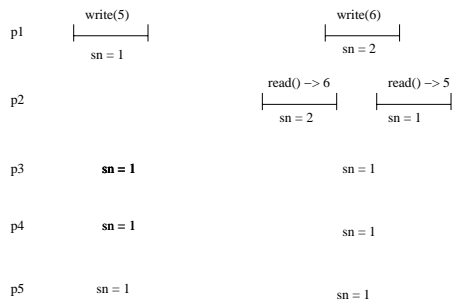 write(5) write(6)
p1
sn = 1 sn = 2
read() −> 6 read() −> 5
p2
sn = 2 sn = 1
p3 sn = 1 sn = 1
p4 sn = 1 sn = 1
p5 sn = 1 sn = 1